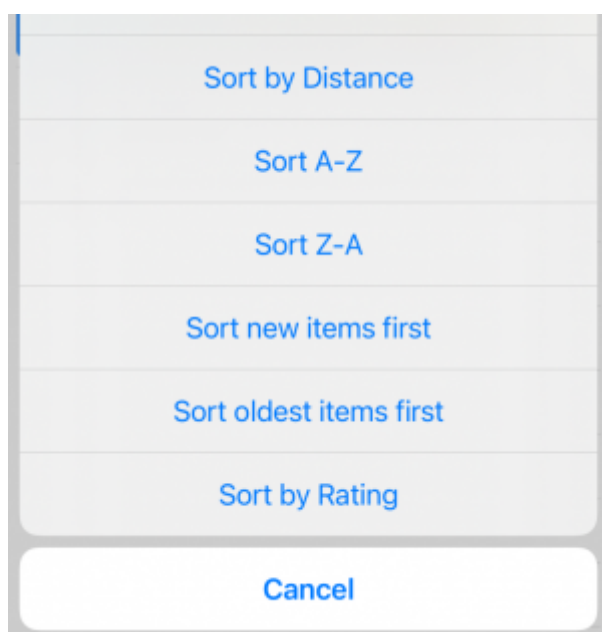 Sort by Distance
Sort A-Z
Sort Z-A
Sort new items first
Sort oldest items first
Sort by Rating
Cancel